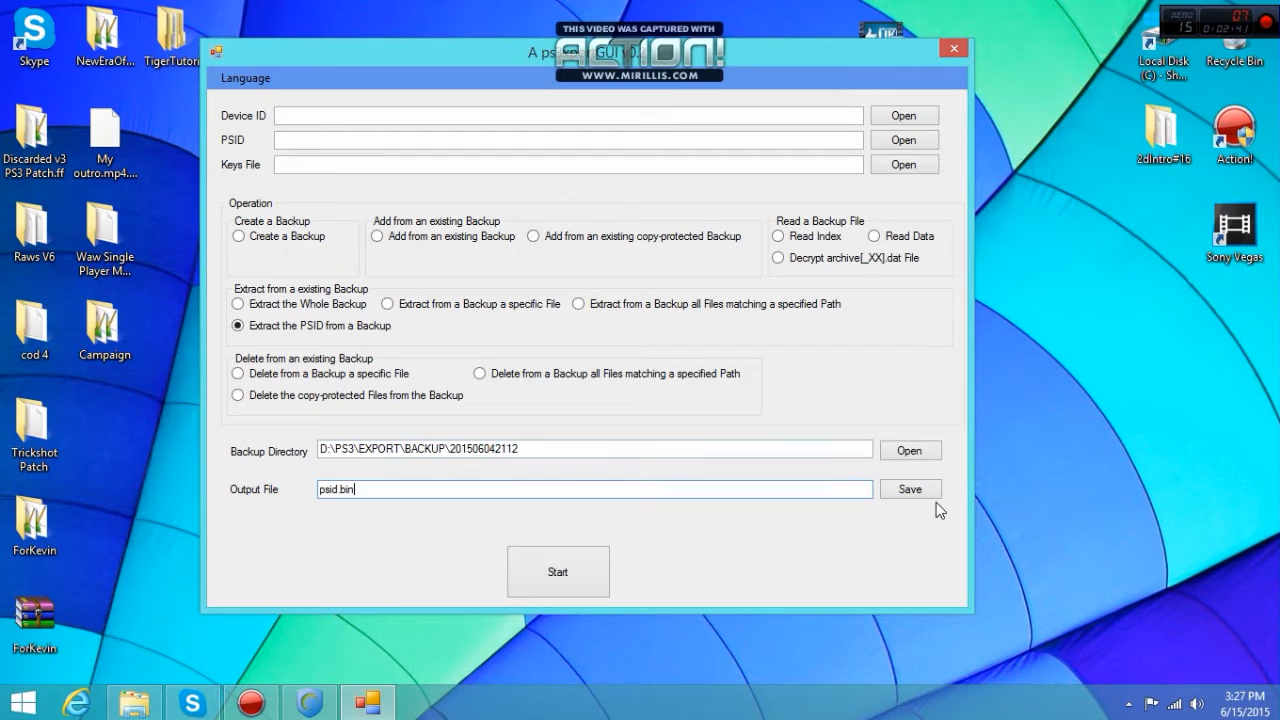 THIS VIDEO WAS CAPTURED WITH
ACTION!
WWW.MIRILLIS.COM
AERO
15
07
0:02:41
Skype
NewEraOf...
TigerTutori
Local Disk
(C) - Sh...
Recycle Bin
Discarded v3
PS3 Patch.ff
My
outro.mp4....
2dIntro#16
Action!
Raws V6
Waw Single
Player M...
Sony Vegas
cod 4
Campaign
Trickshot
Patch
ForKevin
ForKevin
Language
Device ID
Open
PSID
Open
Keys File
Open
Operation
Create a Backup
Create a Backup
Add from an existing Backup
Add from an existing Backup
Add from an existing copy-protected Backup
Read a Backup File
Read Index
Read Data
Decrypt archive[_XX].dat File
Extract from a existing Backup
Extract the Whole Backup
Extract from a Backup a specific File
Extract from a Backup all Files matching a specified Path
Extract the PSID from a Backup
Delete from an existing Backup
Delete from a Backup a specific File
Delete from a Backup all Files matching a specified Path
Delete the copy-protected Files from the Backup
Backup Directory
D:\PS3\EXPORT\BACKUP\201506042112
Open
Output File
psid.bin
Save
Start
3:27 PM
6/15/2015